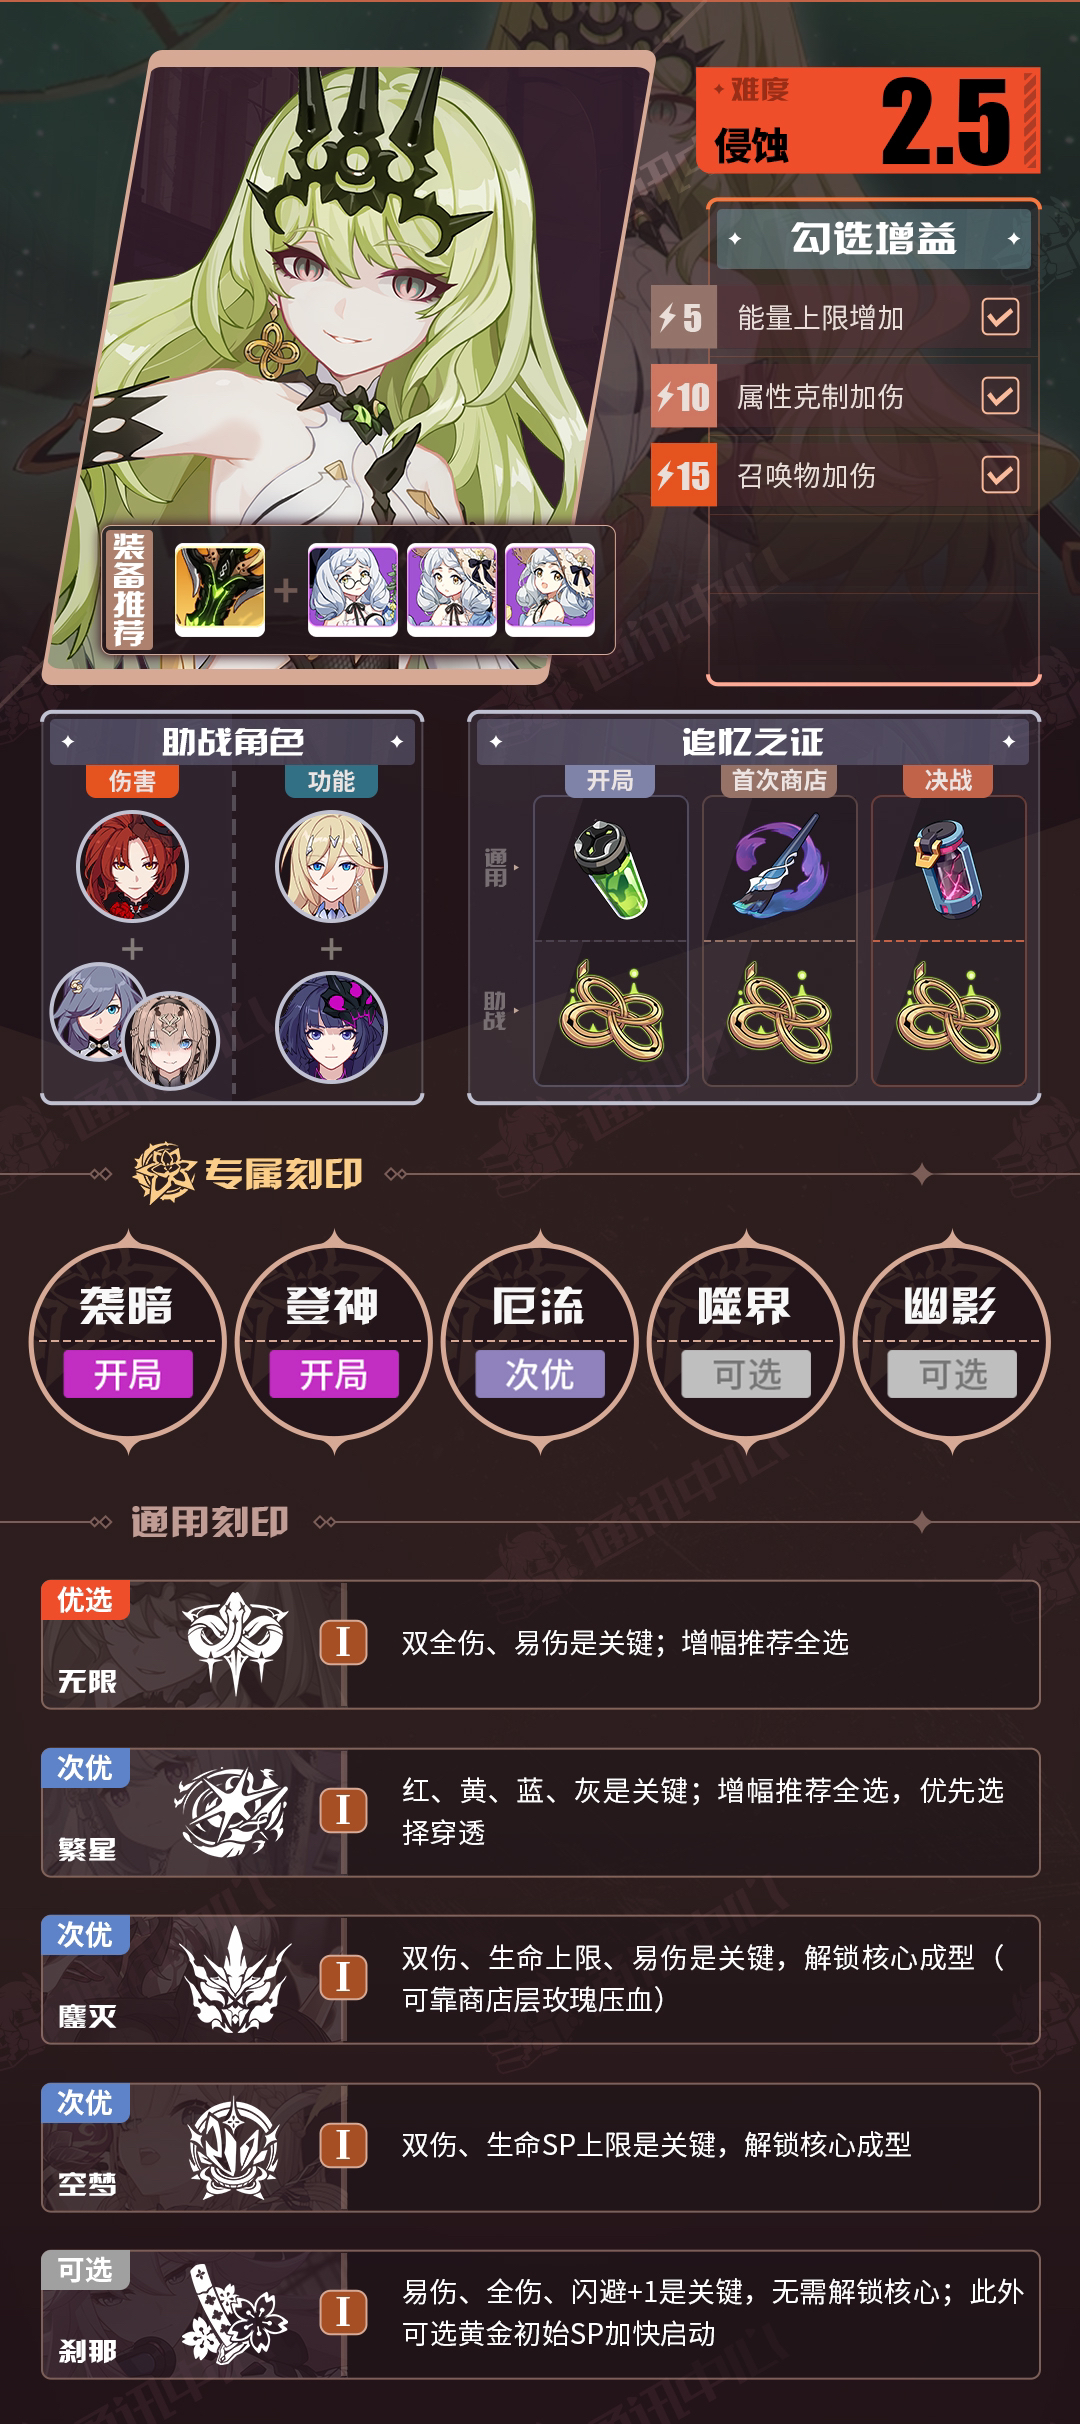 难度
侵蚀
2.5
勾选增益
5
能量上限增加
10
属性克制加伤
15
召唤物加伤
装备推荐
助战角色
伤害
功能
追忆之证
开局
首次商店
决战
通用
助战
专属刻印
袭暗
开局
登神
开局
厄流
次优
噬界
可选
幽影
可选
通用刻印
优选
无限
I
双全伤、易伤是关键；增幅推荐全选
次优
繁星
I
红、黄、蓝、灰是关键；增幅推荐全选，优先选
择穿透
次优
鏖灭
I
双伤、生命上限、易伤是关键，解锁核心成型（
可靠商店层玫瑰压血）
次优
空梦
I
双伤、生命SP上限是关键，解锁核心成型
可选
刹那
I
易伤、全伤、闪避+1是关键，无需解锁核心；此外
可选黄金初始SP加快启动
通讯中心